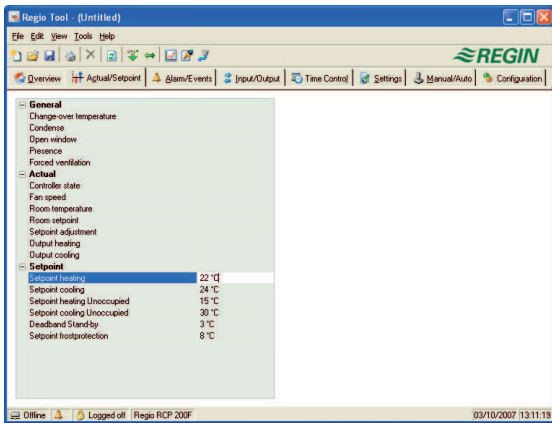 Regio Tool - (Untitled)
File Edit View Tools Help
REGIN
Overview Actual/Setpoint Alarm/Events Input/Output Time Control Settings Manual/Auto Configuration
General
Change-over temperature
Condense
Open window
Presence
Forced ventilation
Actual
Controller state
Fan speed
Room temperature
Room setpoint
Setpoint adjustment
Output heating
Output cooling
Setpoint
Setpoint heating 22 °C
Setpoint cooling 24 °C
Setpoint heating Unoccupied 15 °C
Setpoint cooling Unoccupied 30 °C
Deadband Stand-by 3 °C
Setpoint frostprotection 8 °C
Offline Logged off Regio RCP 200F 03/10/2007 13:11:19